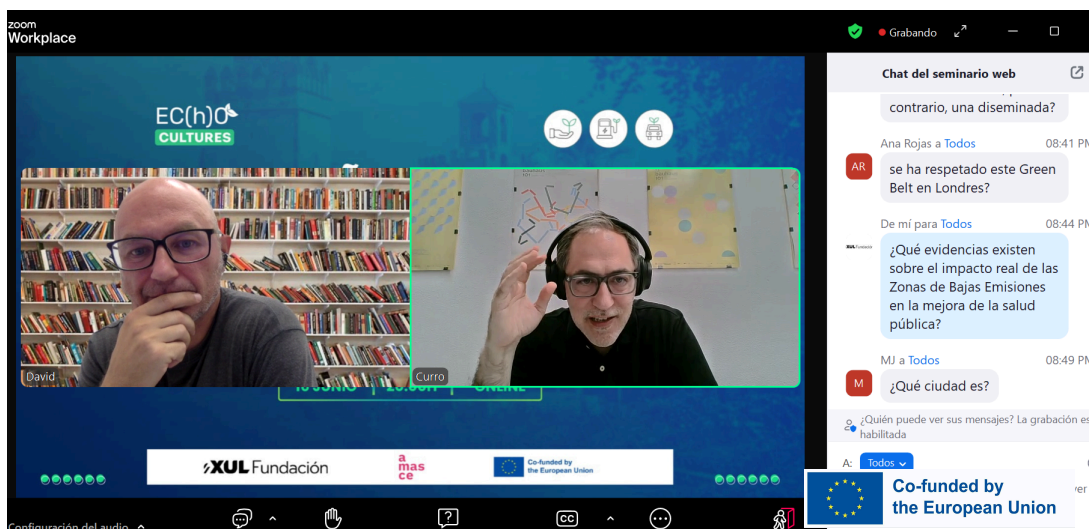 zoom
Workplace
Grabando
EC(h)O
CULTURES
David
Curro
XUL Fundación
a
mas
ce
Co-funded by
the European Union
Configuración del audio
CC
Chat del seminario web
contrario, una diseminada?
Ana Rojas a Todos 08:41 PM
AR
se ha respetado este Green
Belt en Londres?
De mí para Todos 08:44 PM
XUL Fundación
¿Qué evidencias existen
sobre el impacto real de las
Zonas de Bajas Emisiones
en la mejora de la salud
pública?
MJ a Todos 08:49 PM
M
¿Qué ciudad es?
¿Quién puede ver sus mensajes? La grabación es
habilitada
A: Todos
Co-funded by
the European Union